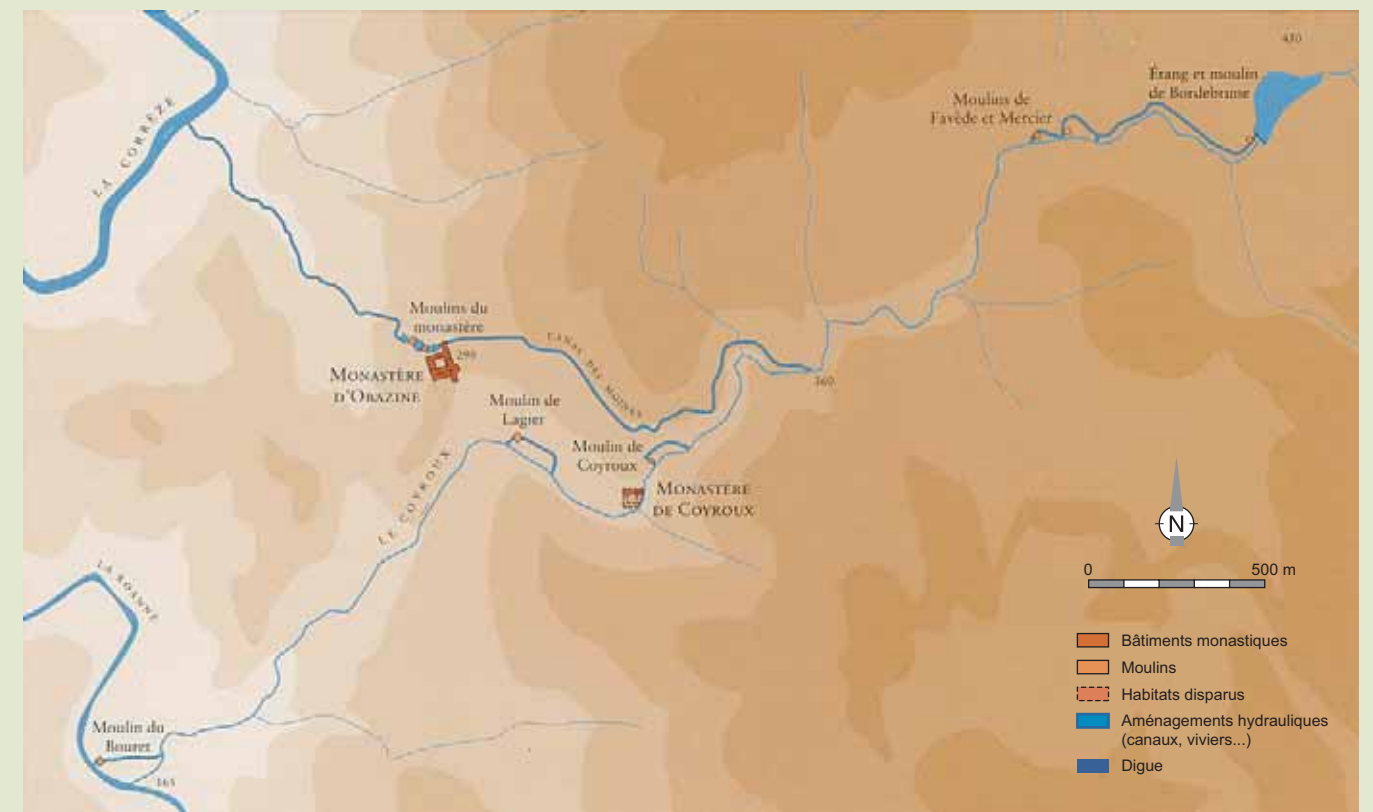 430
Étang et moulin
de Bordebrune
Moulins de
Favède et Mercier
LA CORRÈZE
Moulins du
monastère
290
CANAL DES MOINES
MONASTÈRE
D'OBAZINE
360
Moulin de
Lagier
Moulin de
Coyroux
MONASTÈRE
DE COYROUX
LE COYROUX
N
LA ROANNE
0 500 m
Bâtiments monastiques
Moulins
Habitats disparus
Aménagements hydrauliques
(canaux, viviers...)
Digue
Moulin du
Bouret
165